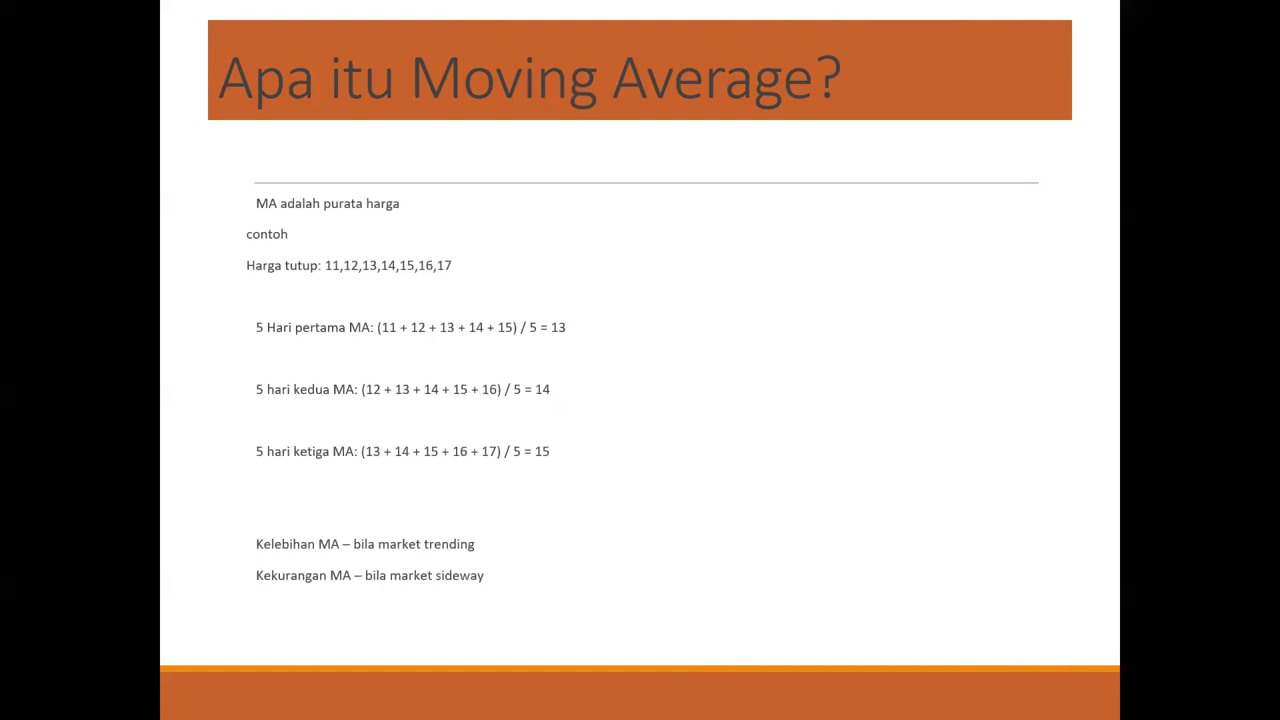 Apa itu Moving Average?
MA adalah purata harga
contoh
Harga tutup: 11,12,13,14,15,16,17
5 Hari pertama MA: (11 + 12 + 13 + 14 + 15) / 5 = 13
5 hari kedua MA: (12 + 13 + 14 + 15 + 16) / 5 = 14
5 hari ketiga MA: (13 + 14 + 15 + 16 + 17) / 5 = 15
Kelebihan MA – bila market trending
Kekurangan MA – bila market sideway